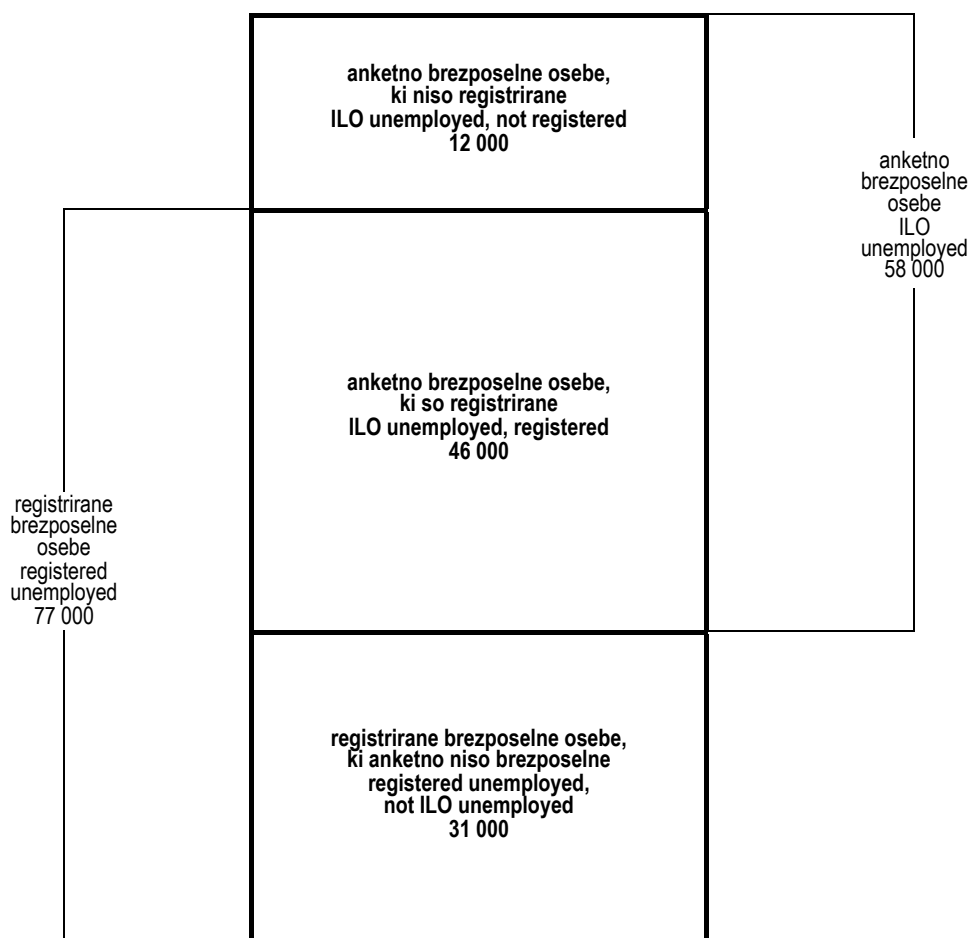 anketno brezposelne osebe,
ki niso registrirane
ILO unemployed, not registered
12 000
anketno
brezposelne
osebe
ILO
unemployed
58 000
anketno brezposelne osebe,
ki so registrirane
ILO unemployed, registered
46 000
registrirane
brezposelne
osebe
registered
unemployed
77 000
registrirane brezposelne osebe,
ki anketno niso brezposelne
registered unemployed,
not ILO unemployed
31 000